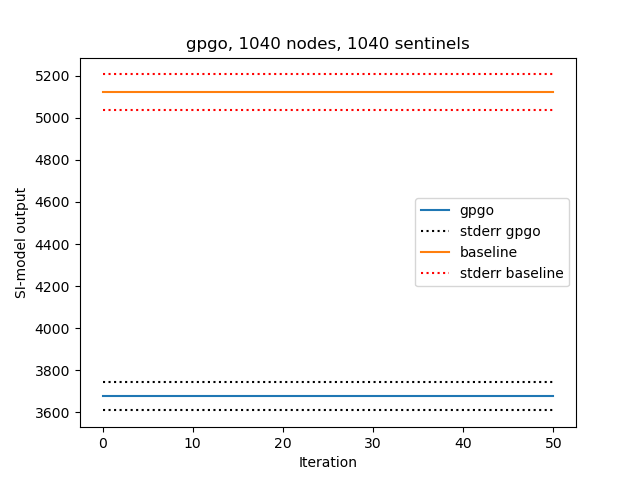 gpgo, 1040 nodes, 1040 sentinels
5200
5000
4800
4600
4400
4200
4000
3800
3600
SI-model output
gpgo
stderr gpgo
baseline
stderr baseline
0 10 20 30 40 50
Iteration